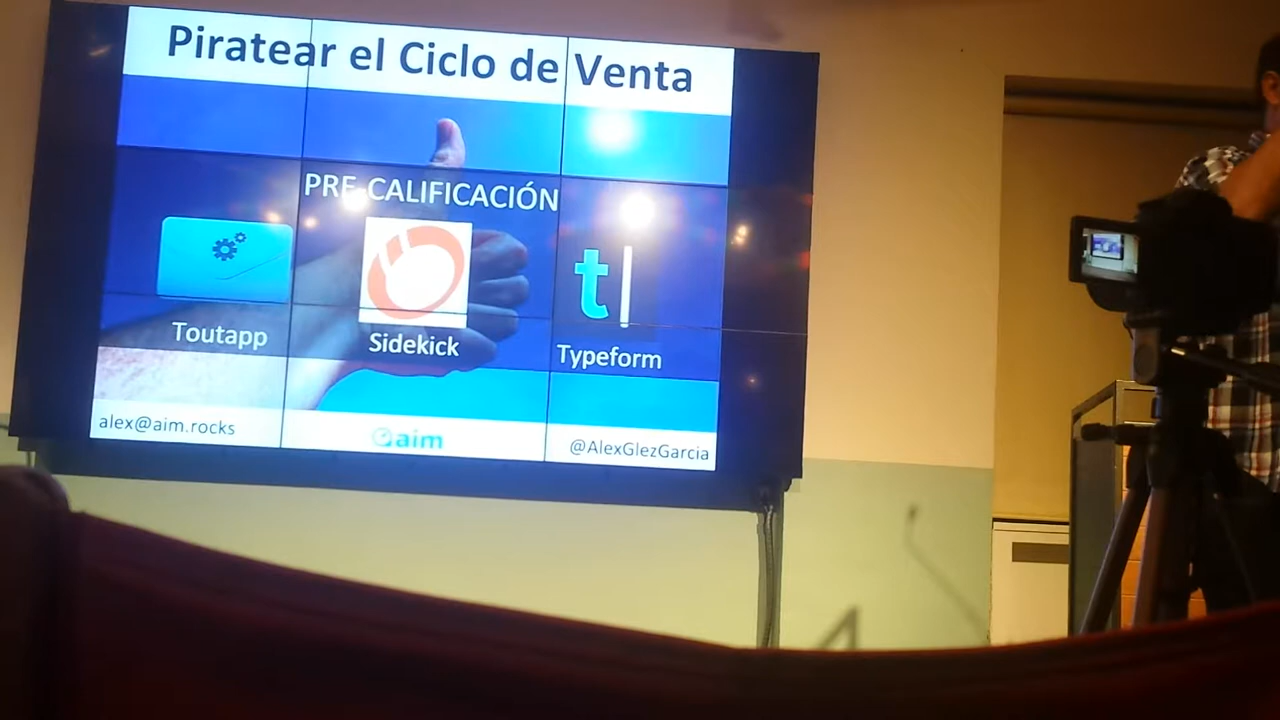 Piratear el Ciclo de Venta
PRE-CALIFICACIÓN
t|
Toutapp
Sidekick
Typeform
alex@aim.rocks
aim
@AlexGlezGarcia